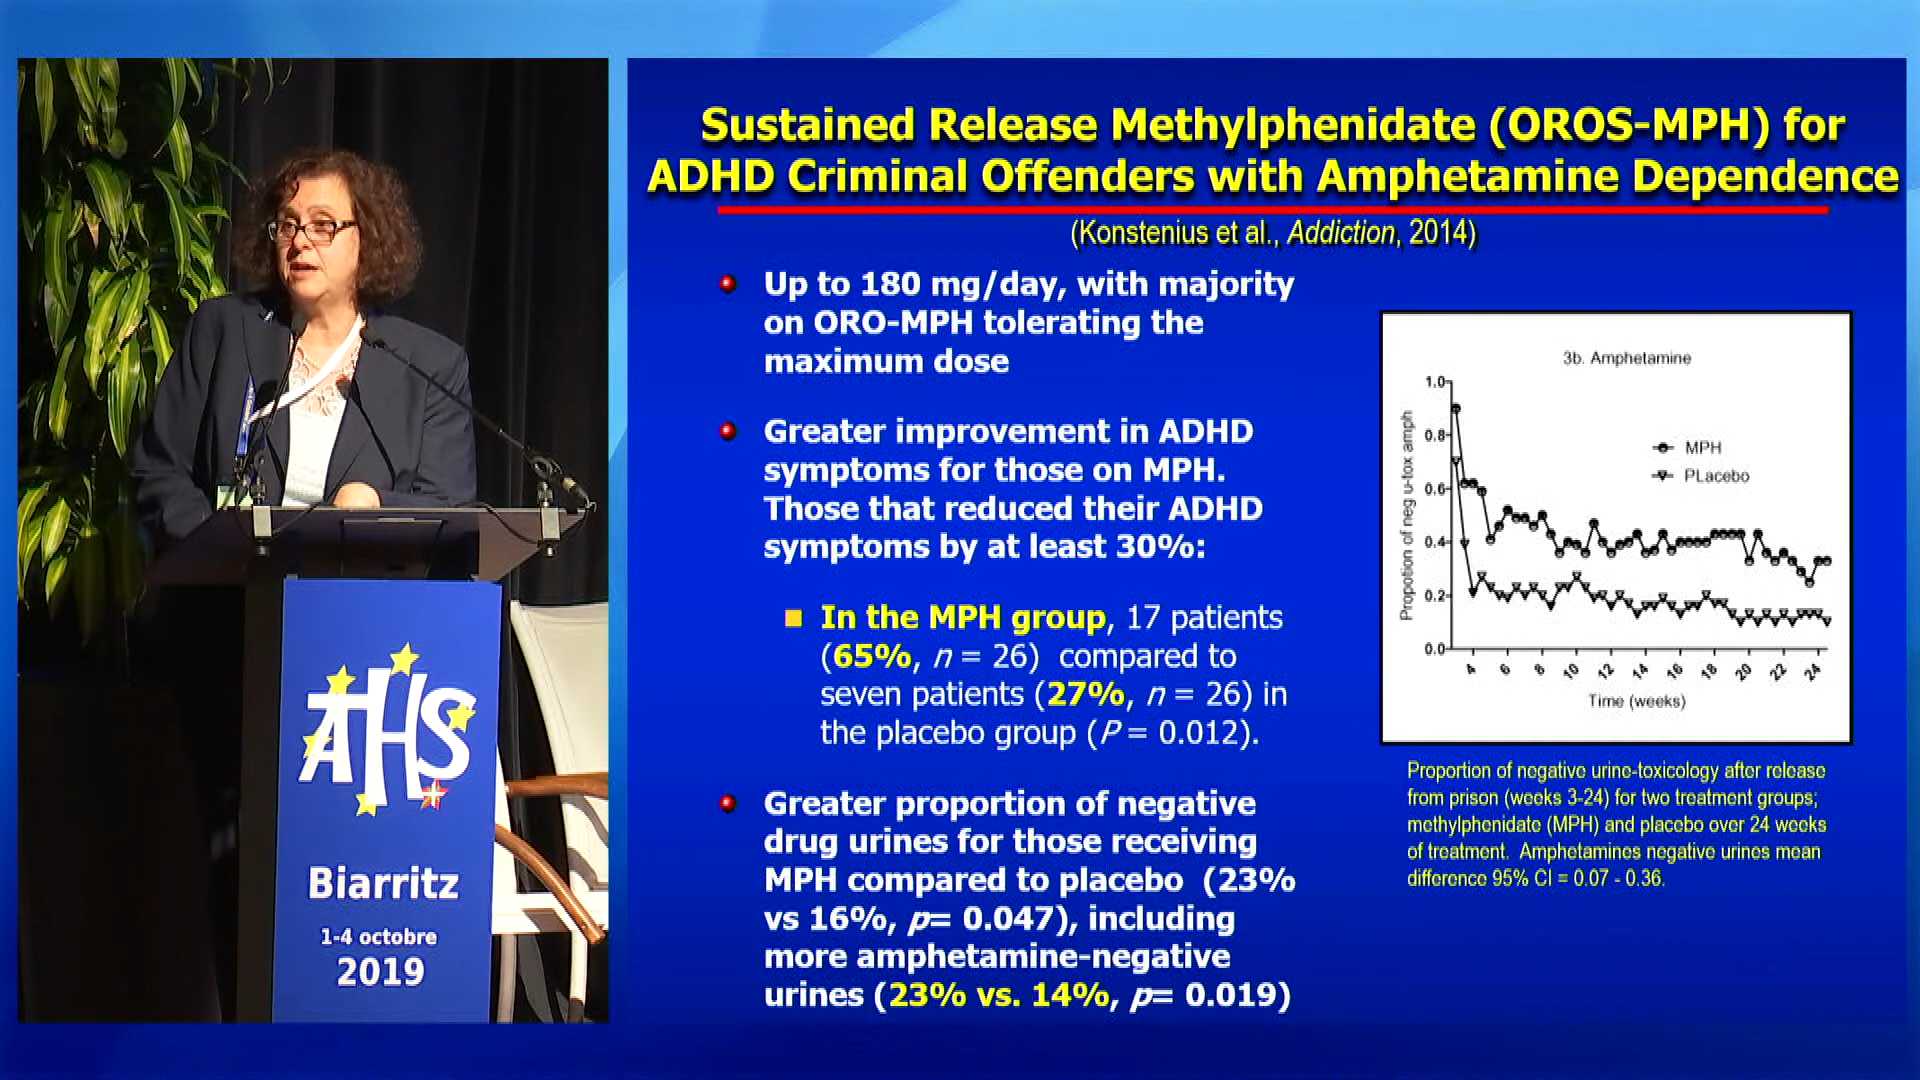 AHS
Biarritz
1-4 octobre
2019
Sustained Release Methylphenidate (OROS-MPH) for
ADHD Criminal Offenders with Amphetamine Dependence
(Konstenius et al., Addiction, 2014)
Up to 180 mg/day, with majority
on ORO-MPH tolerating the
maximum dose
Greater improvement in ADHD
symptoms for those on MPH.
Those that reduced their ADHD
symptoms by at least 30%:
In the MPH group, 17 patients
(65%, n = 26) compared to
seven patients (27%, n = 26) in
the placebo group (P = 0.012).
Greater proportion of negative
drug urines for those receiving
MPH compared to placebo (23%
vs 16%, p= 0.047), including
more amphetamine-negative
urines (23% vs. 14%, p= 0.019)
3b. Amphetamine
Propotion of neg u-tox amph
1.0
0.8
0.6
0.4
0.2
0.0
MPH
PLacebo
4 6 8 10 12 14 16 18 20 22 24
Time (weeks)
Proportion of negative urine-toxicology after release
from prison (weeks 3-24) for two treatment groups;
methylphenidate (MPH) and placebo over 24 weeks
of treatment. Amphetamines negative urines mean
difference 95% CI = 0.07 - 0.36.